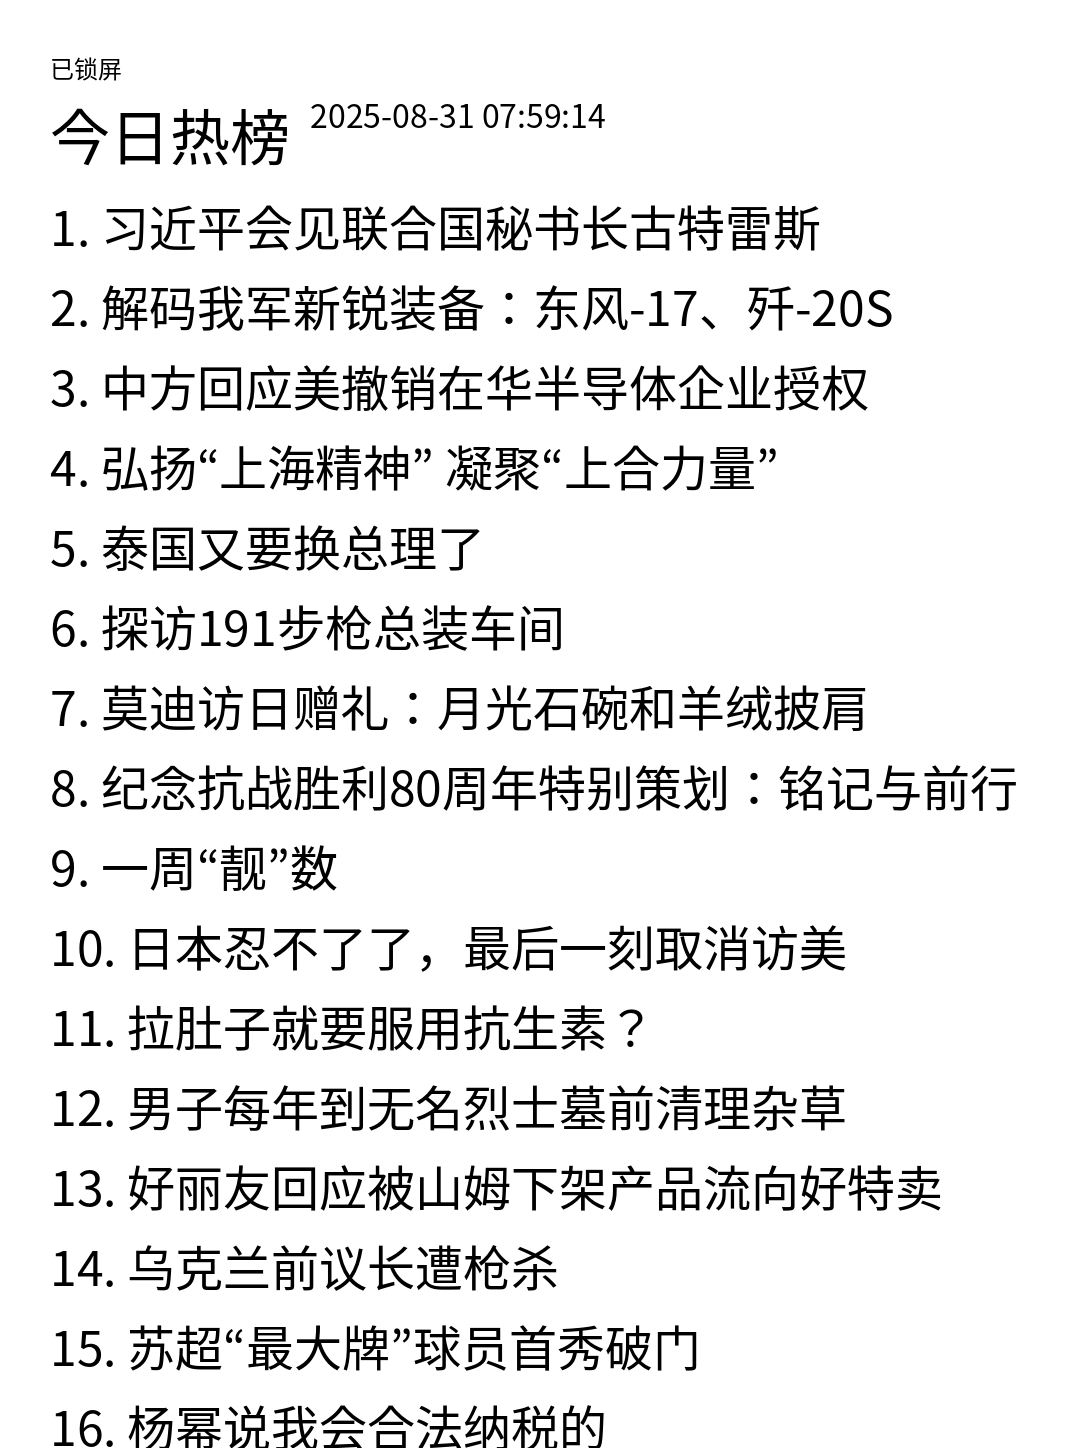 已锁屏
今日热榜 2025-08-31 07:59:14
1. 习近平会见联合国秘书长古特雷斯
2. 解码我军新锐装备：东风-17、歼-20S
3. 中方回应美撤销在华半导体企业授权
4. 弘扬“上海精神” 凝聚“上合力量”
5. 泰国又要换总理了
6. 探访191步枪总装车间
7. 莫迪访日赠礼：月光石碗和羊绒披肩
8. 纪念抗战胜利80周年特别策划：铭记与前行
9. 一周“靓”数
10. 日本忍不了了，最后一刻取消访美
11. 拉肚子就要服用抗生素？
12. 男子每年到无名烈士墓前清理杂草
13. 好丽友回应被山姆下架产品流向好特卖
14. 乌克兰前议长遭枪杀
15. 苏超“最大牌”球员首秀破门
16. 杨幂说我会合法纳税的